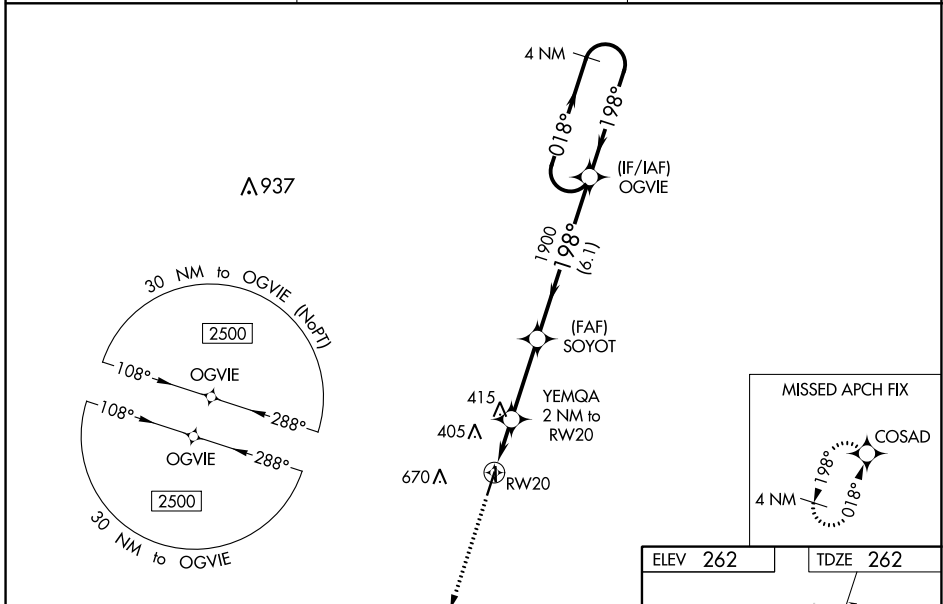 4 NM
018°
198°
(IF/IAF)
OGVIE
937
1900
198°
(6.1)
30 NM to OGVIE (NoPT)
2500
108°
OGVIE
288°
108°
OGVIE
288°
2500
30 NM to OGVIE
(FAF)
SOYOT
415
YEMQA
2 NM to
RW20
405
670
RW20
MISSED APCH FIX
COSAD
198°
018°
4 NM
ELEV 262
TDZE 262